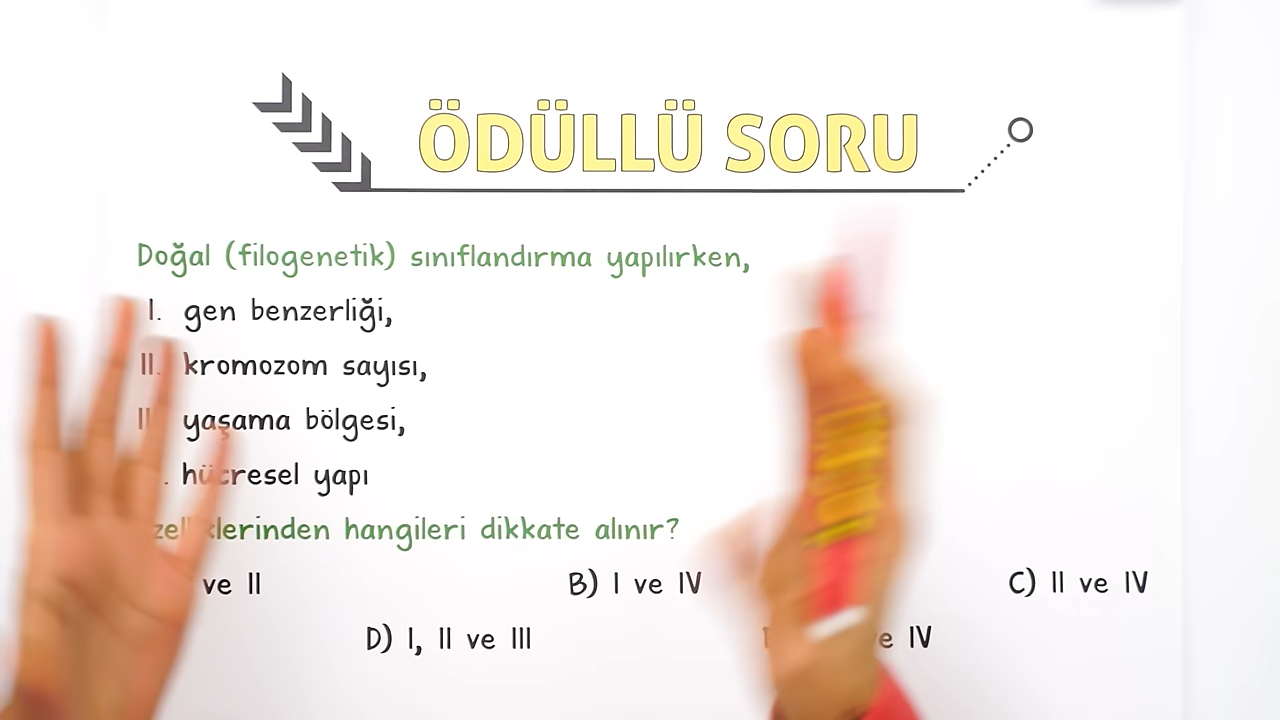 ÖDÜLLÜ SORU
Doğal (filogenetik) sınıflandırma yapılırken,
I. gen benzerliği,
II. kromozom sayısı,
yaşama bölgesi,
hücresel yapı
hangileri dikkate alınır?
ve II B) I ve IV C) II ve IV
D) I, II ve III ve IV